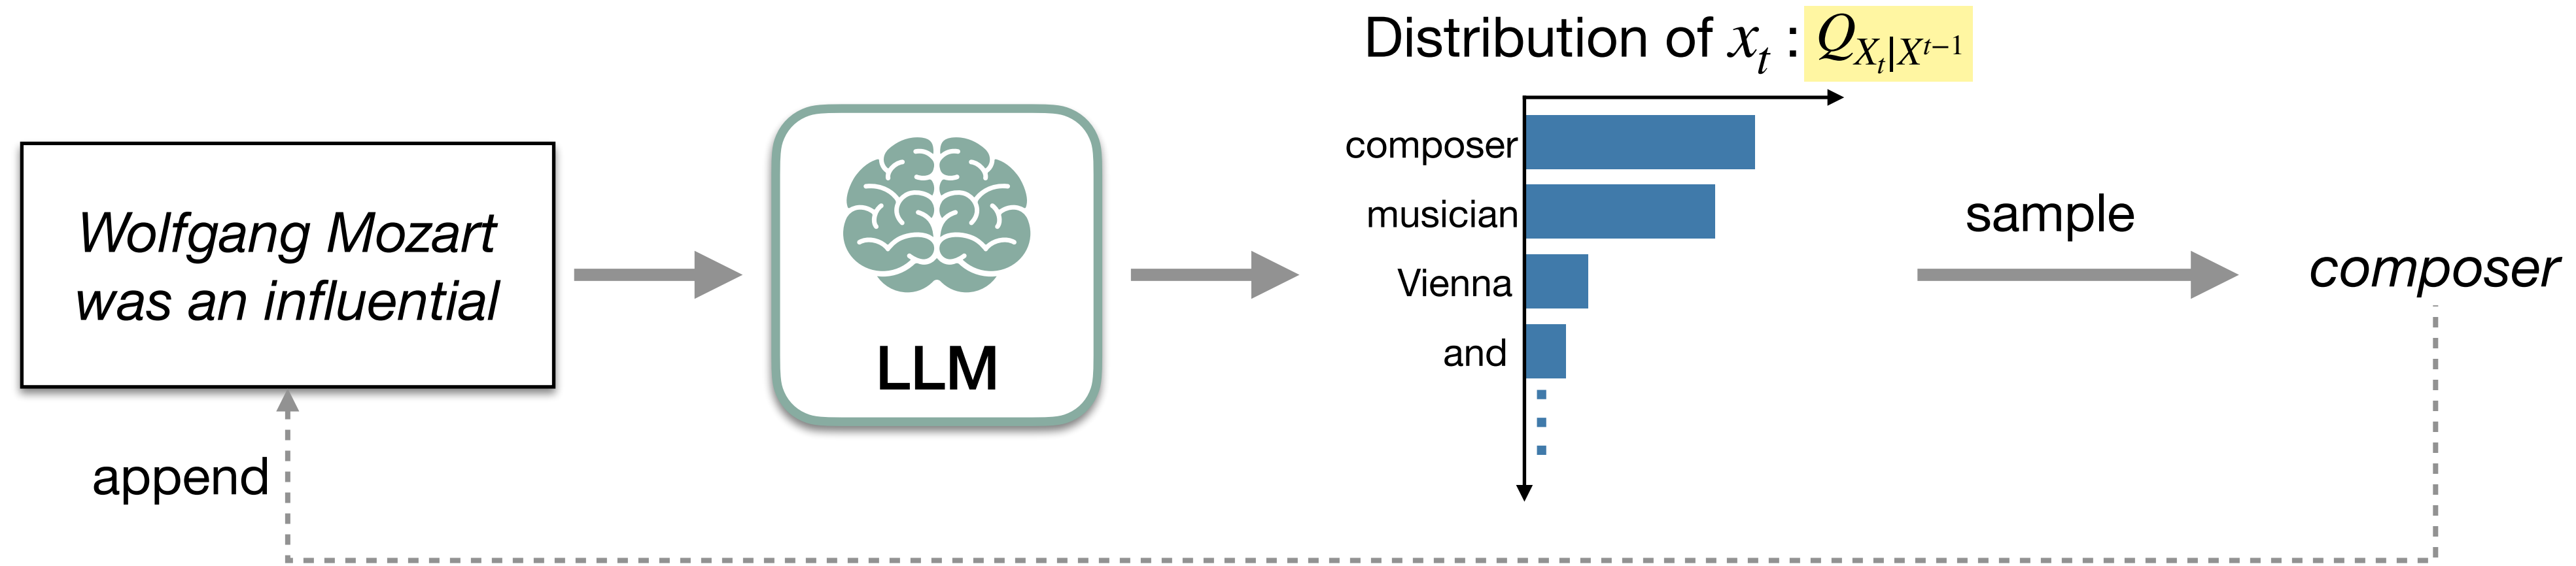 Distribution of x_t : Q_{X_t|X^{t−1}}
Wolfgang Mozart
was an influential
LLM
composer
musician
Vienna
and
sample
composer
append